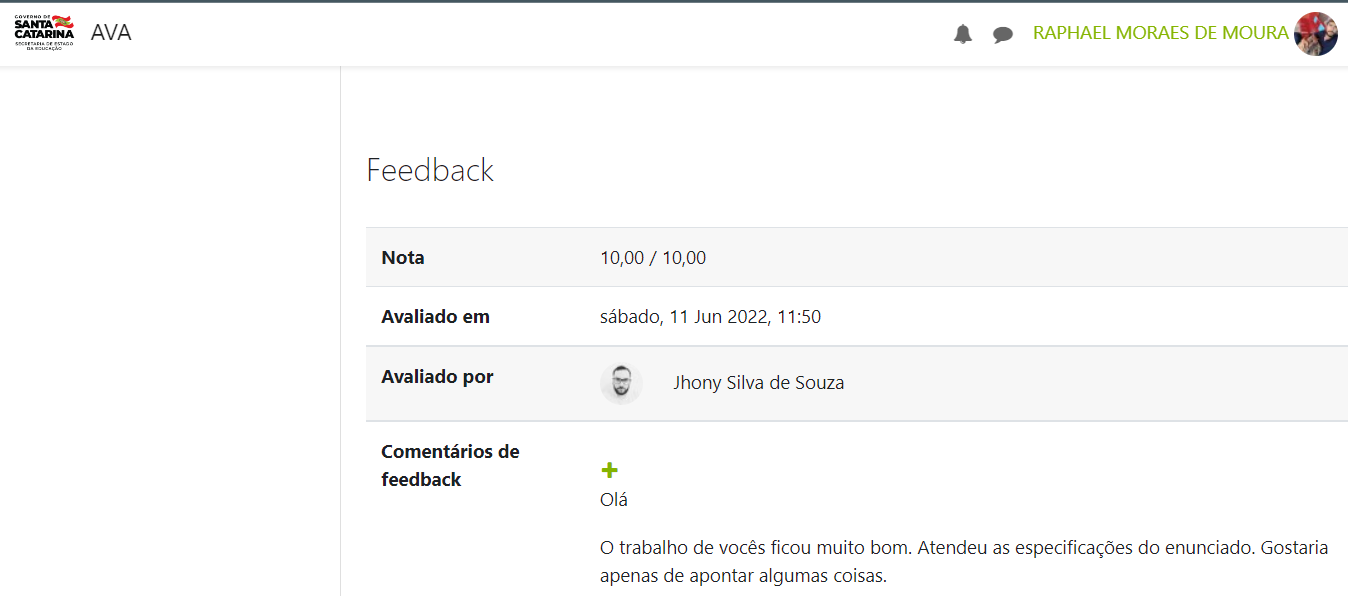 GOVERNO DE
SANTA
CATARINA
SECRETARIA DE ESTADO
DA EDUCAÇÃO
AVA
RAPHAEL MORAES DE MOURA
Feedback
Nota 10,00 / 10,00
Avaliado em sábado, 11 Jun 2022, 11:50
Avaliado por Jhony Silva de Souza
Comentários de
feedback
Olá
O trabalho de vocês ficou muito bom. Atendeu as especificações do enunciado. Gostaria
apenas de apontar algumas coisas.